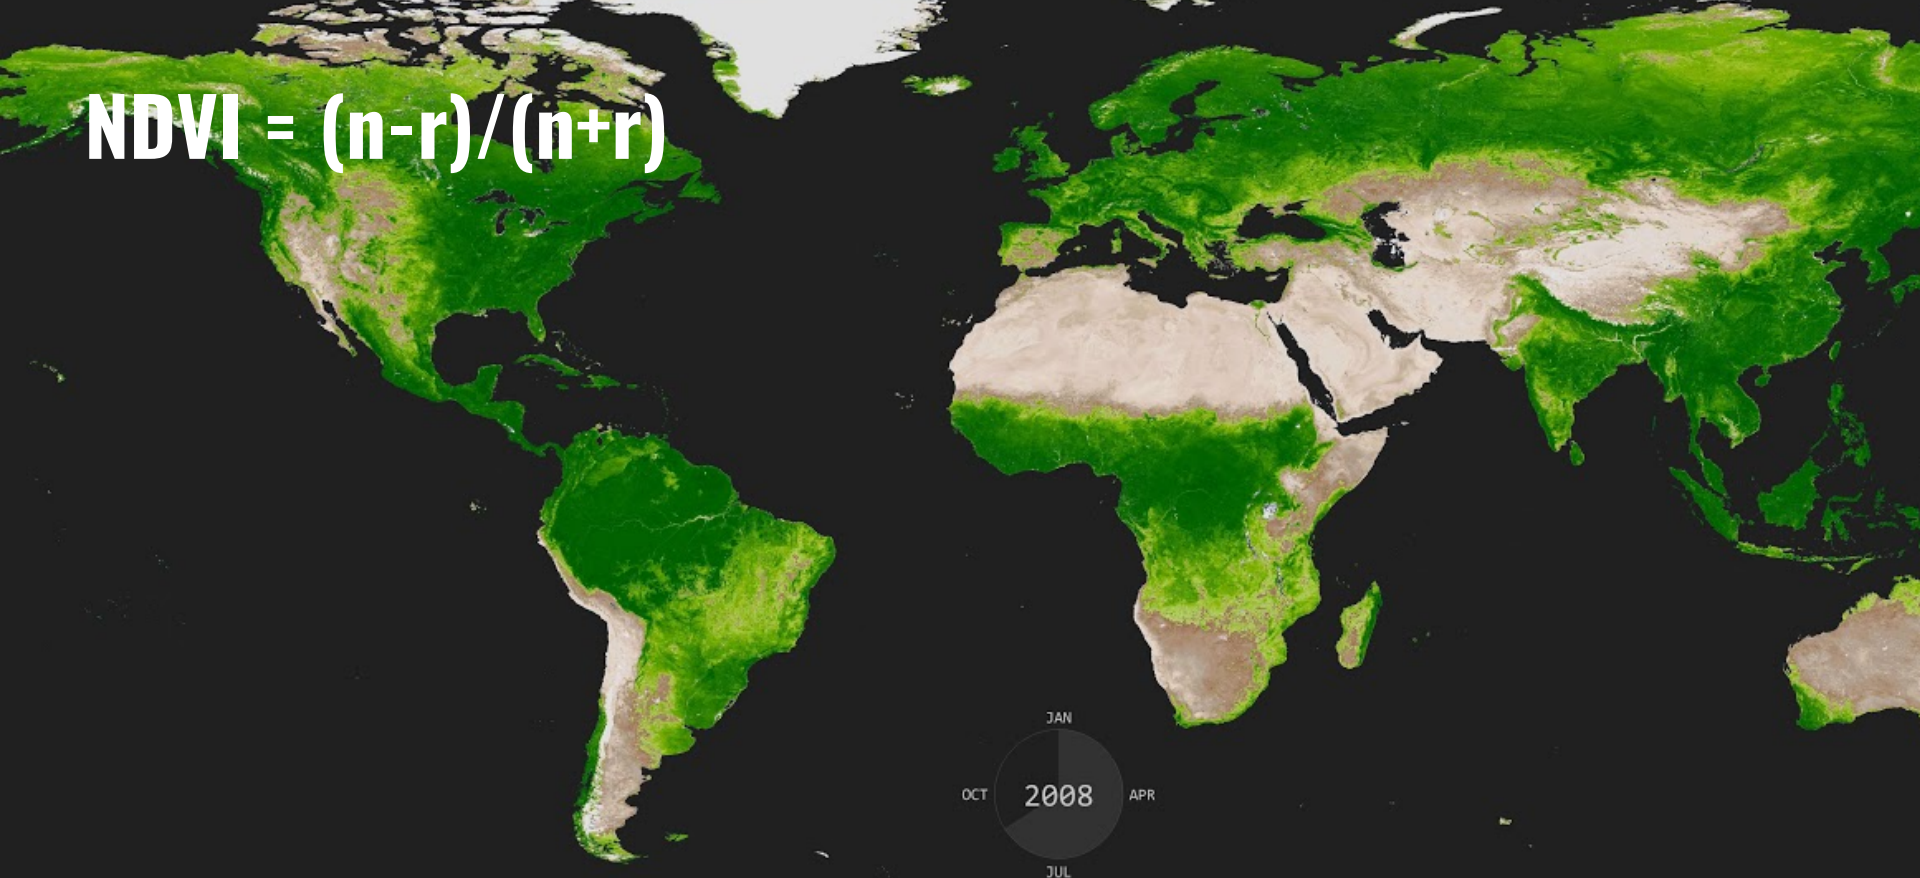 NDVI = (n-r)/(n+r)
JAN
OCT 2008 APR
JUL